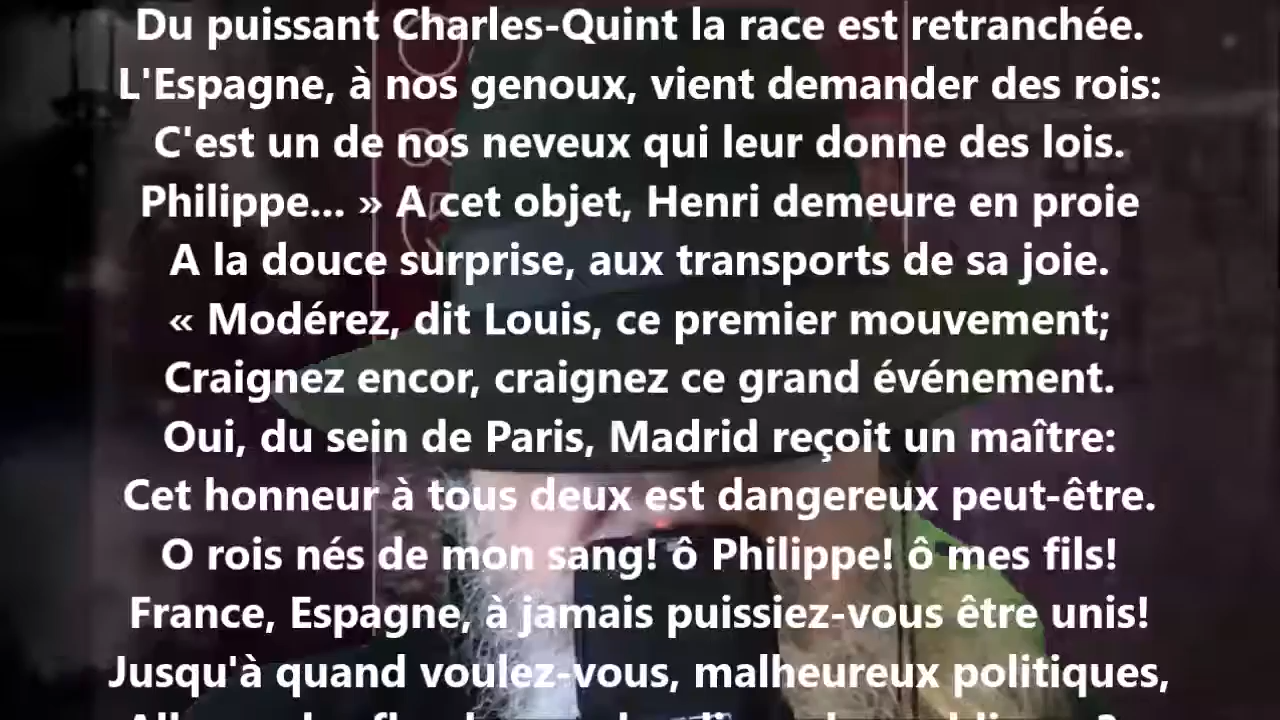 Du puissant Charles-Quint la race est retranchée.
L'Espagne, à nos genoux, vient demander des rois:
C'est un de nos neveux qui leur donne des lois.
Philippe... » A cet objet, Henri demeure en proie
A la douce surprise, aux transports de sa joie.
« Modérez, dit Louis, ce premier mouvement;
Craignez encor, craignez ce grand événement.
Oui, du sein de Paris, Madrid reçoit un maître:
Cet honneur à tous deux est dangereux peut-être.
O rois nés de mon sang! ô Philippe! ô mes fils!
France, Espagne, à jamais puissiez-vous être unis!
Jusqu'à quand voulez-vous, malheureux politiques,